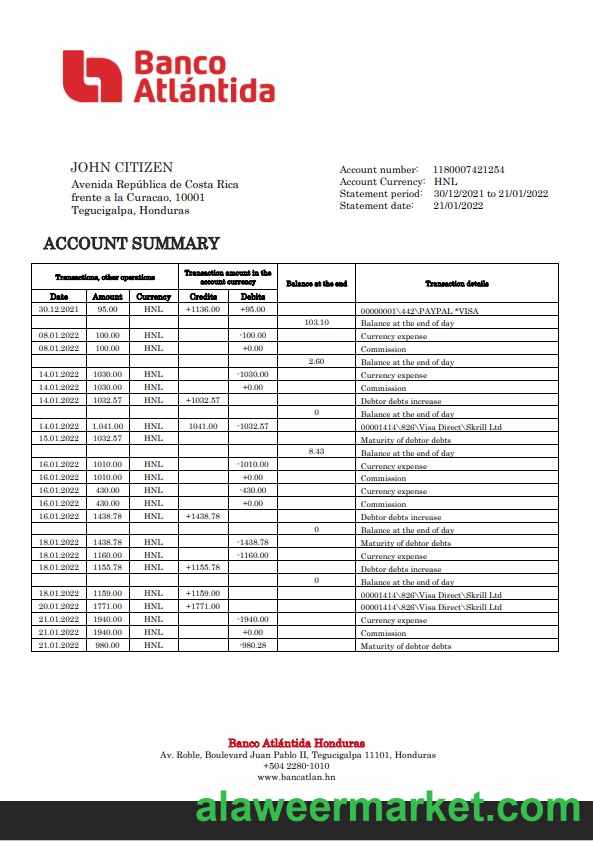 Banco
Atlántida
JOHN CITIZEN
Avenida República de Costa Rica
frente a la Curacao, 10001
Tegucigalpa, Honduras
Account number: 1180007421254
Account Currency: HNL
Statement period: 30/12/2021 to 21/01/2022
Statement date: 21/01/2022
ACCOUNT SUMMARY
Transactions, other operations Transaction amount in the account currency Balance at the end Transaction details
Date Amount Currency Credits Debits
30.12.2021 95.00 HNL +1136.00 +95.00 00000001\442\PAYPAL *VISA
103.10 Balance at the end of day
08.01.2022 100.00 HNL -100.00 Currency expense
08.01.2022 100.00 HNL +0.00 Commission
2.60 Balance at the end of day
14.01.2022 1030.00 HNL -1030.00 Currency expense
14.01.2022 1030.00 HNL +0.00 Commission
14.01.2022 1032.57 HNL +1032.57 Debtor debts increase
0 Balance at the end of day
14.01.2022 1.041.00 HNL 1041.00 -1032.57 00001414\826\Visa Direct\Skrill Ltd
15.01.2022 1032.57 HNL Maturity of debtor debts
8.43 Balance at the end of day
16.01.2022 1010.00 HNL -1010.00 Currency expense
16.01.2022 1010.00 HNL +0.00 Commission
16.01.2022 430.00 HNL -430.00 Currency expense
16.01.2022 430.00 HNL +0.00 Commission
16.01.2022 1438.78 HNL +1438.78 Debtor debts increase
0 Balance at the end of day
18.01.2022 1438.78 HNL -1438.78 Maturity of debtor debts
18.01.2022 1160.00 HNL -1160.00 Currency expense
18.01.2022 1155.78 HNL +1155.78 Debtor debts increase
0 Balance at the end of day
18.01.2022 1159.00 HNL +1159.00 00001414\826\Visa Direct\Skrill Ltd
20.01.2022 1771.00 HNL +1771.00 00001414\826\Visa Direct\Skrill Ltd
21.01.2022 1940.00 HNL -1940.00 Currency expense
21.01.2022 1940.00 HNL +0.00 Commission
21.01.2022 980.00 HNL -980.28 Maturity of debtor debts
Banco Atlántida Honduras
Av. Roble, Boulevard Juan Pablo II, Tegucigalpa 11101, Honduras
+504 2280-1010
www.bancatlan.hn
alaweermarket.com